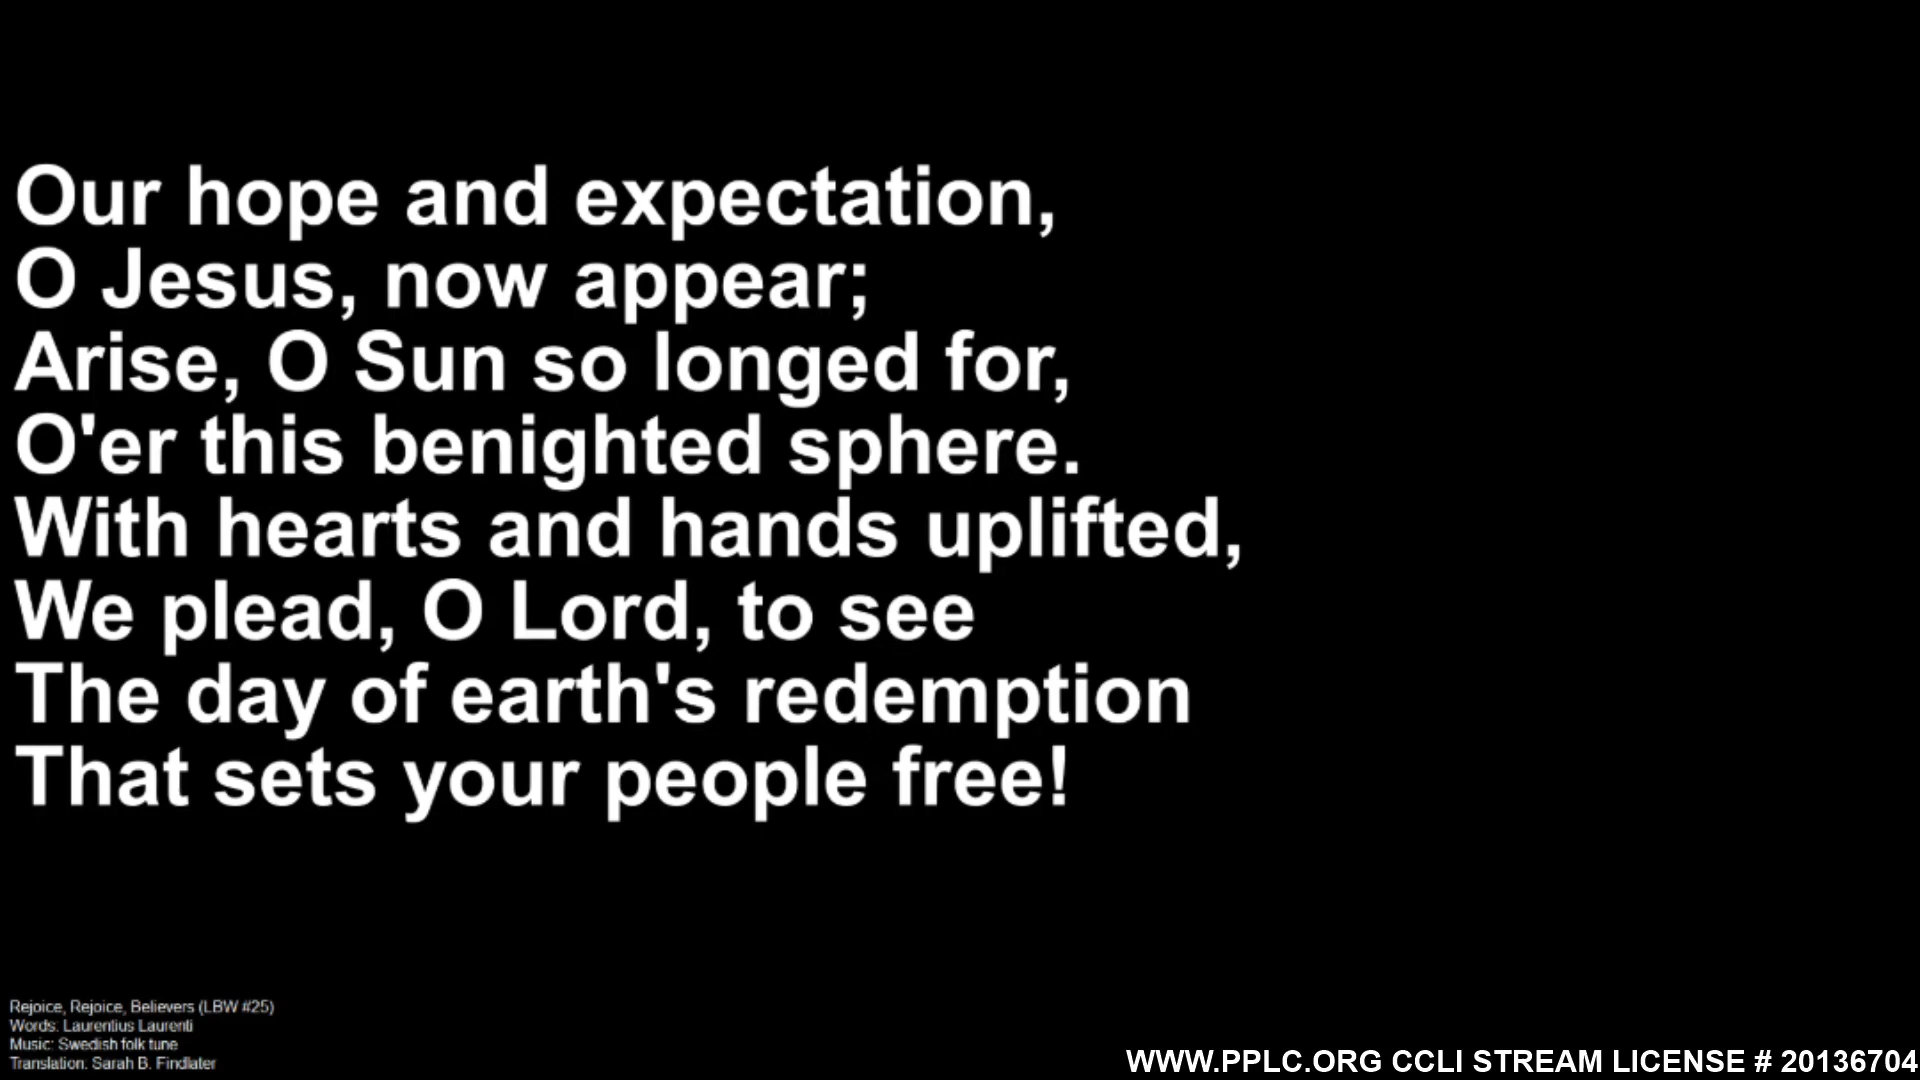 Our hope and expectation,
O Jesus, now appear;
Arise, O Sun so longed for,
O'er this benighted sphere.
With hearts and hands uplifted,
We plead, O Lord, to see
The day of earth's redemption
That sets your people free!
Rejoice, Rejoice, Believers (LBW #25)
Words: Laurentius Laurenti
Music: Swedish folk tune
Translation: Sarah B. Findlater
WWW.PPLC.ORG CCLI STREAM LICENSE # 20136704